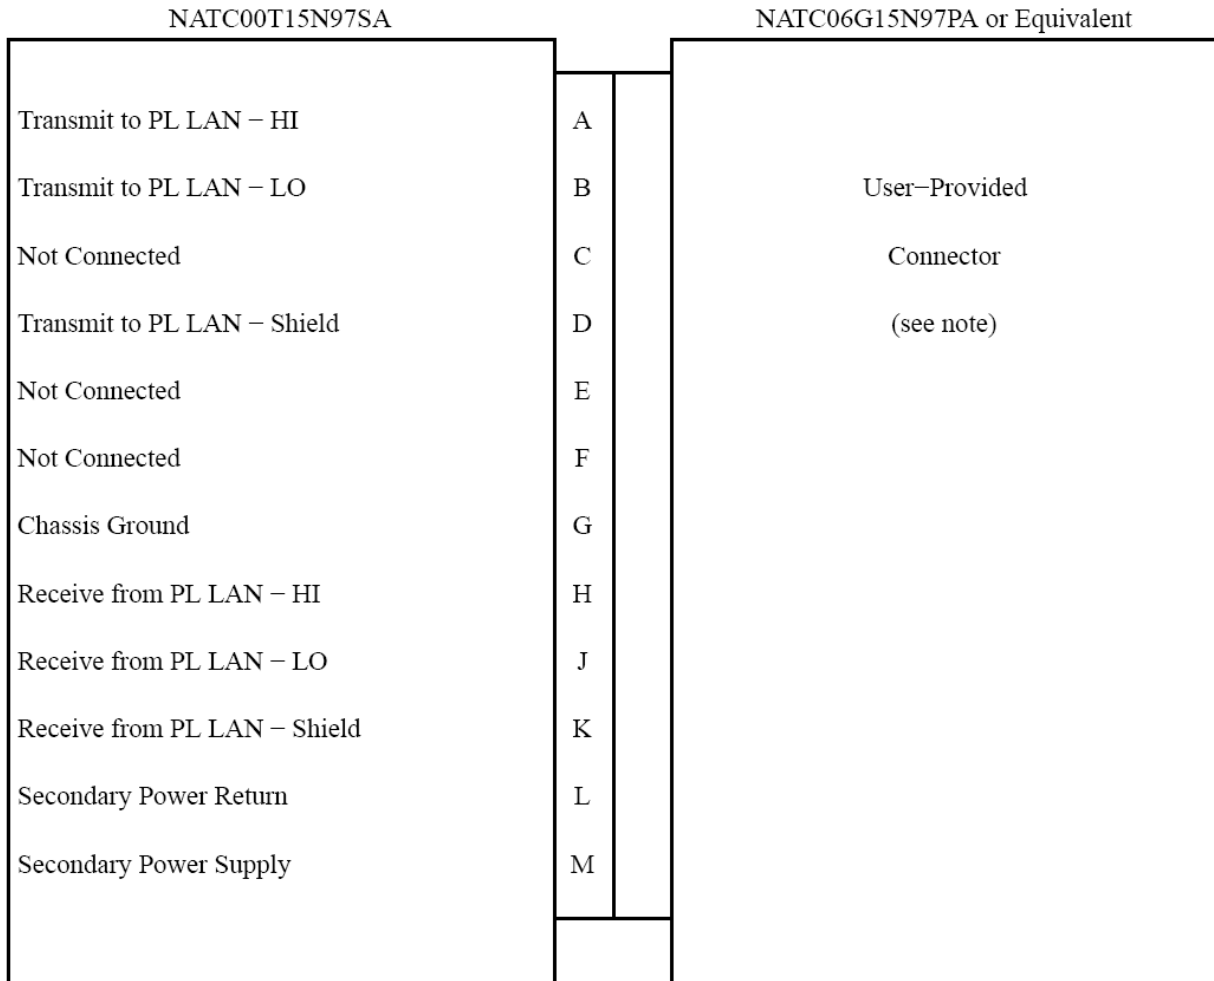 NATC00T15N97SA NATC06G15N97PA or Equivalent
Transmit to PL LAN − HI A
Transmit to PL LAN − LO B User−Provided
Not Connected C Connector
Transmit to PL LAN − Shield D (see note)
Not Connected E
Not Connected F
Chassis Ground G
Receive from PL LAN − HI H
Receive from PL LAN − LO J
Receive from PL LAN − Shield K
Secondary Power Return L
Secondary Power Supply M